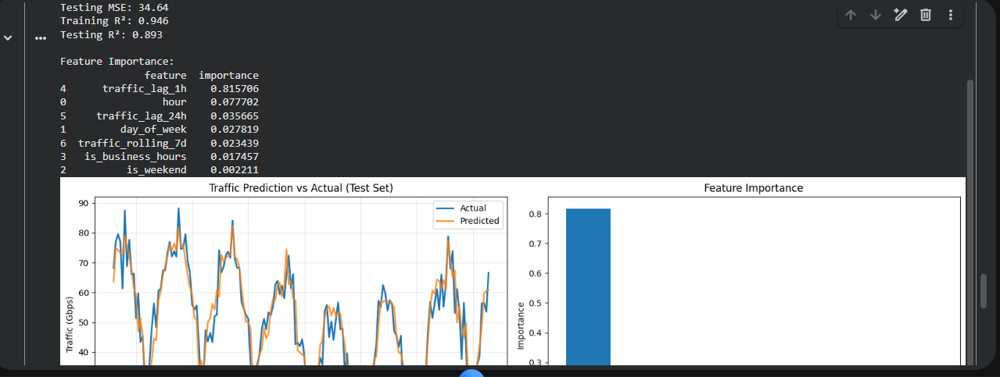 Testing MSE: 34.64
Training R²: 0.946
Testing R²: 0.893
Feature Importance:
feature importance
4 traffic_lag_1h 0.815706
0 hour 0.077702
5 traffic_lag_24h 0.035665
1 day_of_week 0.027819
6 traffic_rolling_7d 0.023439
3 is_business_hours 0.017457
2 is_weekend 0.002211
Traffic Prediction vs Actual (Test Set)
Actual
Predicted
90
80
70
60
50
40
Traffic (Gbps)
Feature Importance
0.8
0.7
0.6
0.5
0.4
0.3
Importance